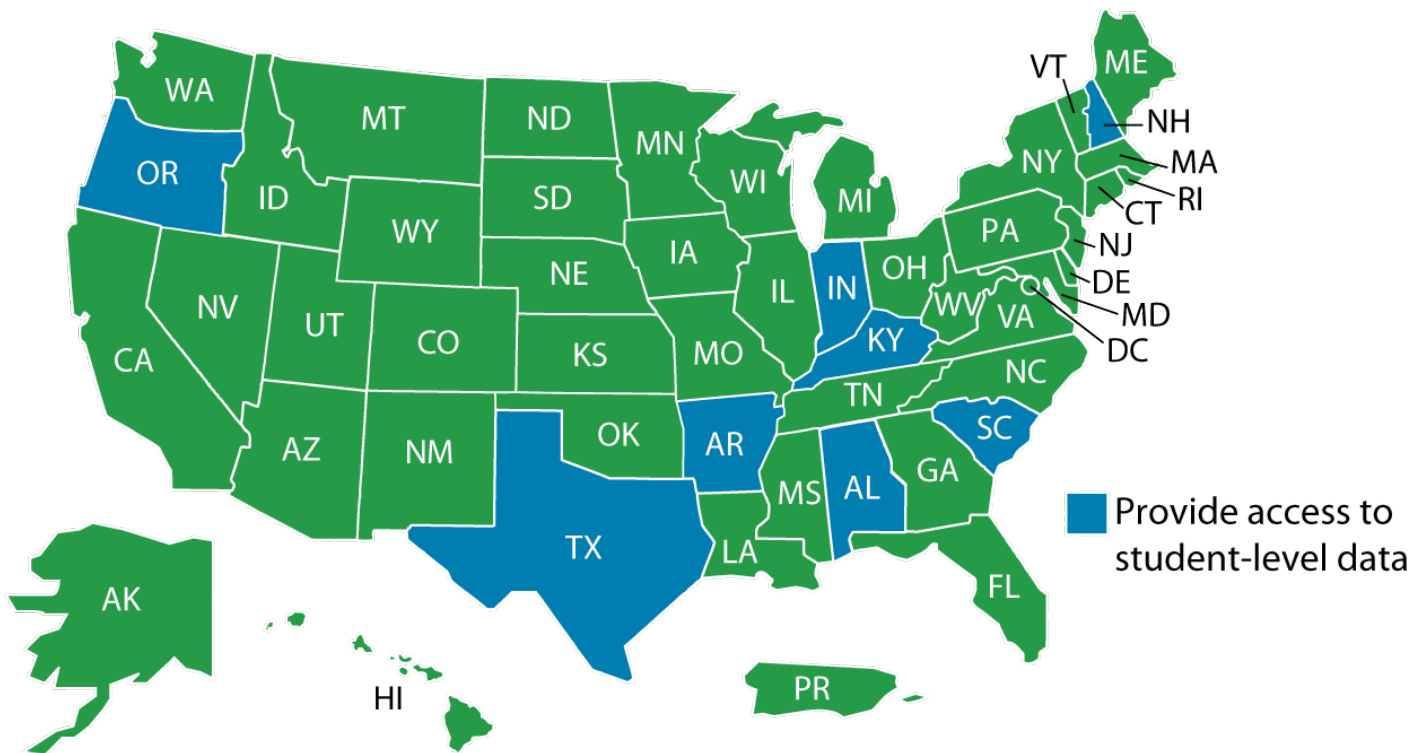 ME
VT
WA
NH
MT
ND
MN
MA
NY
OR
WI
RI
ID
SD
MI
CT
WY
PA
NJ
IA
OH
NE
DE
IL
IN
NV
WV
MD
UT
VA
CO
KY
DC
KS
MO
CA
NC
TN
SC
OK
AR
AZ
NM
GA
MS
AL
Provide access to
student-level data
TX
LA
FL
AK
PR
HI